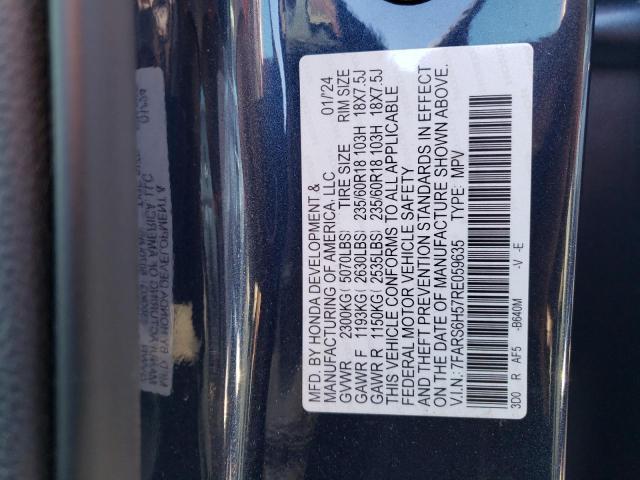 MFD. BY HONDA DEVELOPMENT &
MANUFACTURING OF AMERICA, LLC 01/'24
GVWR 2300KG( 5070LBS) TIRE SIZE RIM SIZE
GAWR F 1193KG( 2630LBS) 235/60R18 103H 18X7.5J
GAWR R 1150KG( 2535LBS) 235/60R18 103H 18X7.5J
THIS VEHICLE CONFORMS TO ALL APPLICABLE
FEDERAL MOTOR VEHICLE SAFETY
AND THEFT PREVENTION STANDARDS IN EFFECT
ON THE DATE OF MANUFACTURE SHOWN ABOVE.
V.I.N.: 7FARS6H57RE059635 TYPE: MPV
3D0 R AF5 -B640M -V -E